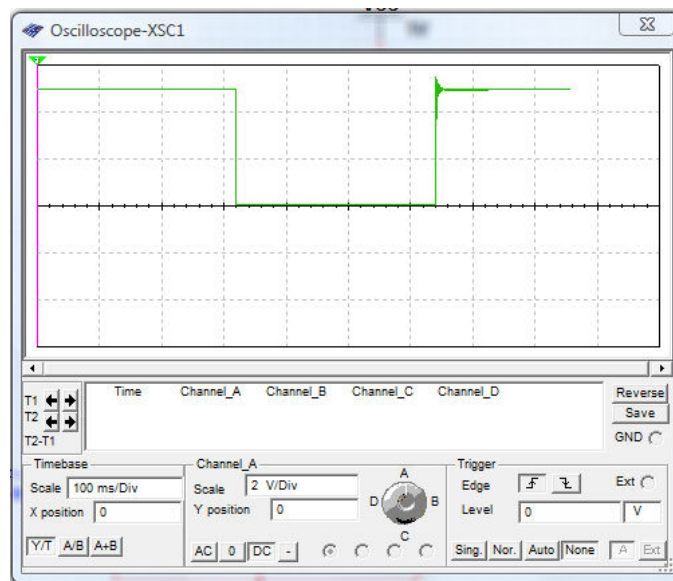 Oscilloscope-XSC1
Time Channel_A Channel_B Channel_C Channel_D
T1
T2
T2-T1
Reverse
Save
GND
Timebase
Scale 100 ms/Div
X position 0
Y/T A/B A+B
Channel_A
Scale 2 V/Div
Y position 0
AC 0 DC -
A
B
C
D
Trigger
Edge Ext
Level 0 V
Sing. Nor. Auto None A Ext